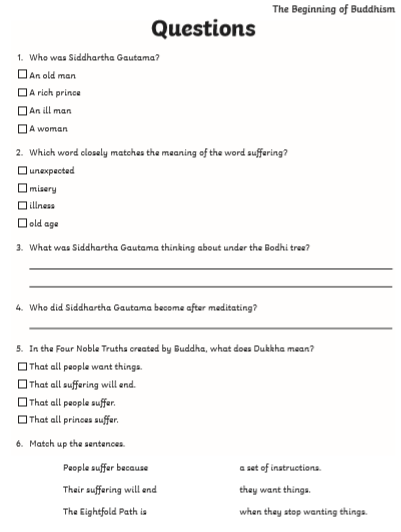 The Beginning of Buddhism
Questions
1. Who was Siddhartha Gautama?
An old man
A rich prince
An ill man
A woman
2. Which word closely matches the meaning of the word suffering?
unexpected
misery
illness
old age
3. What was Siddhartha Gautama thinking about under the Bodhi tree?
4. Who did Siddhartha Gautama become after meditating?
5. In the Four Noble Truths created by Buddha, what does Dukkha mean?
That all people want things.
That all suffering will end.
That all people suffer.
That all princes suffer.
6. Match up the sentences.
People suffer because a set of instructions.
Their suffering will end they want things.
The Eightfold Path is when they stop wanting things.